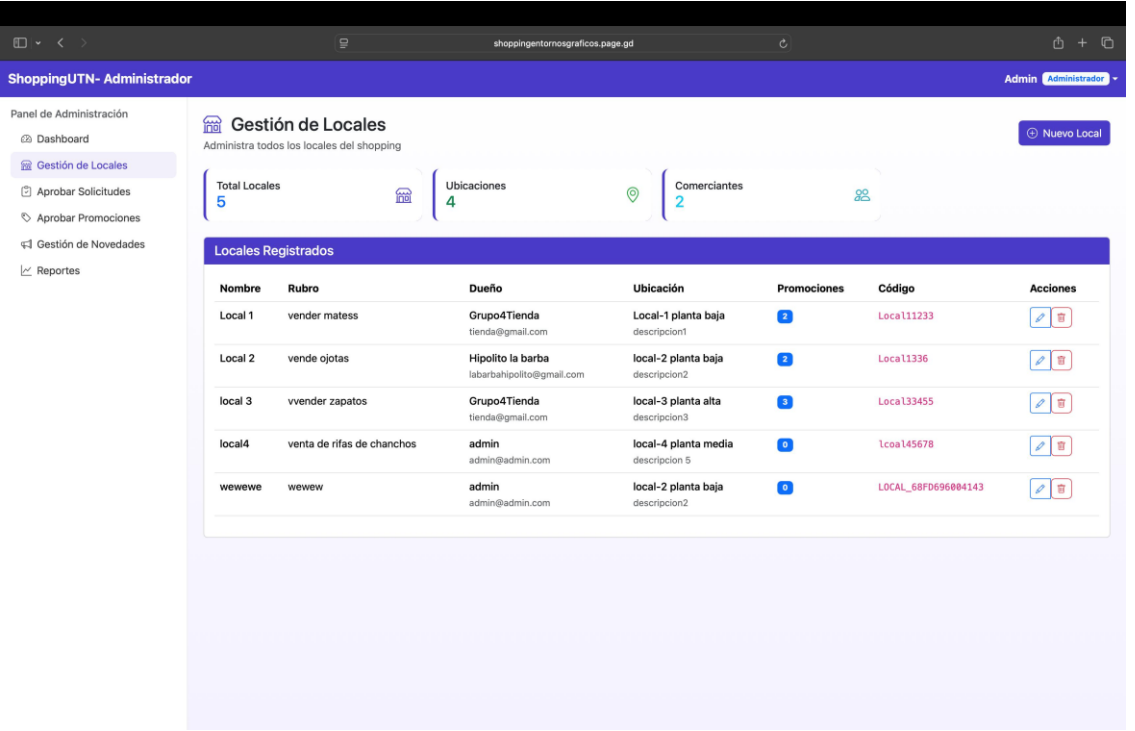 shoppingentornosgraficos.page.gd
ShoppingUTN- Administrador
Admin Administrador
Panel de Administración
Dashboard
Gestión de Locales
Aprobar Solicitudes
Aprobar Promociones
Gestión de Novedades
Reportes
Gestión de Locales
Administra todos los locales del shopping
Nuevo Local
Total Locales
5
Ubicaciones
4
Comerciantes
2
Locales Registrados
Nombre Rubro Dueño Ubicación Promociones Código Acciones
Local 1 vender matess Grupo4Tienda Local-1 planta baja 2 Local11233
tienda@gmail.com descripcion1
Local 2 vende ojotas Hipolito la barba local-2 planta baja 2 Local1336
labarbahipolito@gmail.com descripcion2
local 3 vvender zapatos Grupo4Tienda local-3 planta alta 3 Local33455
tienda@gmail.com descripcion3
local4 venta de rifas de chanchos admin local-4 planta media 0 lcoal45678
admin@admin.com descripcion 5
wewewe wewew admin local-2 planta baja 0 LOCAL_68FD696004143
admin@admin.com descripcion2